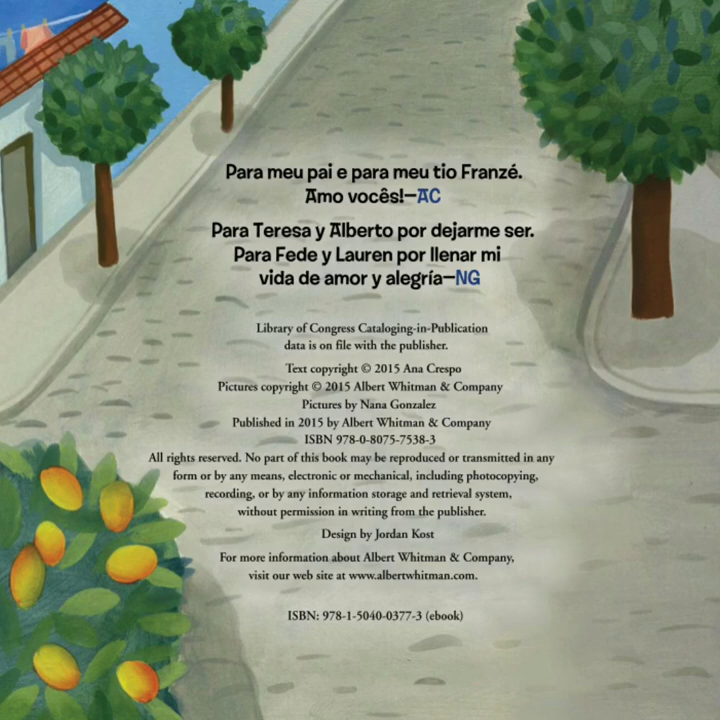 Para meu pai e para meu tio Franzé.
Amo vocês!—AC
Para Teresa y Alberto por dejarme ser.
Para Fede y Lauren por llenar mi
vida de amor y alegría—NG
Library of Congress Cataloging-in-Publication
data is on file with the publisher.
Text copyright © 2015 Ana Crespo
Pictures copyright © 2015 Albert Whitman & Company
Pictures by Nana Gonzalez
Published in 2015 by Albert Whitman & Company
ISBN 978-0-8075-7538-3
All rights reserved. No part of this book may be reproduced or transmitted in any
form or by any means, electronic or mechanical, including photocopying,
recording, or by any information storage and retrieval system,
without permission in writing from the publisher.
Design by Jordan Kost
For more information about Albert Whitman & Company,
visit our web site at www.albertwhitman.com.
ISBN: 978-1-5040-0377-3 (ebook)